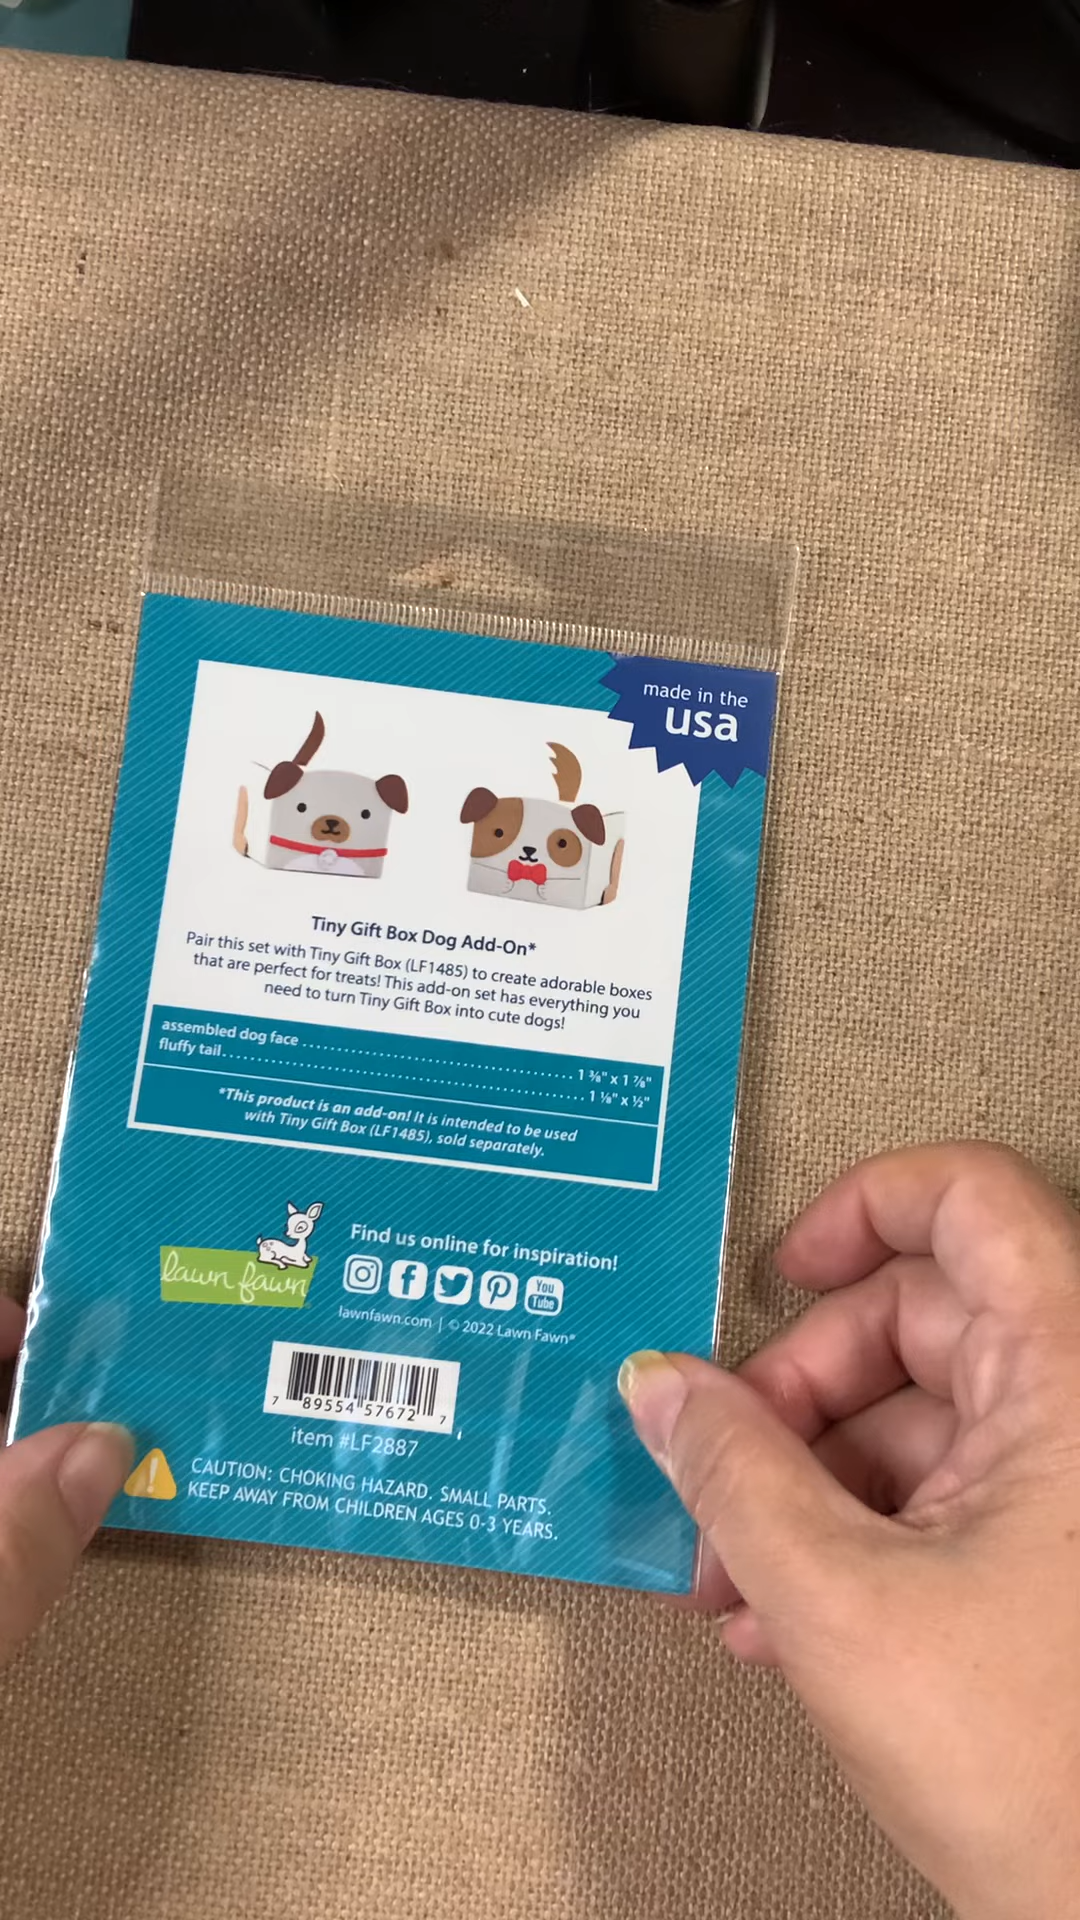 made in the
usa
Tiny Gift Box Dog Add-On*
Pair this set with Tiny Gift Box (LF1485) to create adorable boxes
that are perfect for treats! This add-on set has everything you
need to turn Tiny Gift Box into cute dogs!
assembled dog face ........................................ 1 ⅜" x 1 ⅞"
fluffy tail..................................................... 1 ⅛" x ½"
*This product is an add-on! It is intended to be used
with Tiny Gift Box (LF1485), sold separately.
lawn fawn
Find us online for inspiration!
You
Tube
lawnfawn.com | © 2022 Lawn Fawn®
7 89554 57672 7
item #LF2887
CAUTION: CHOKING HAZARD. SMALL PARTS.
KEEP AWAY FROM CHILDREN AGES 0-3 YEARS.